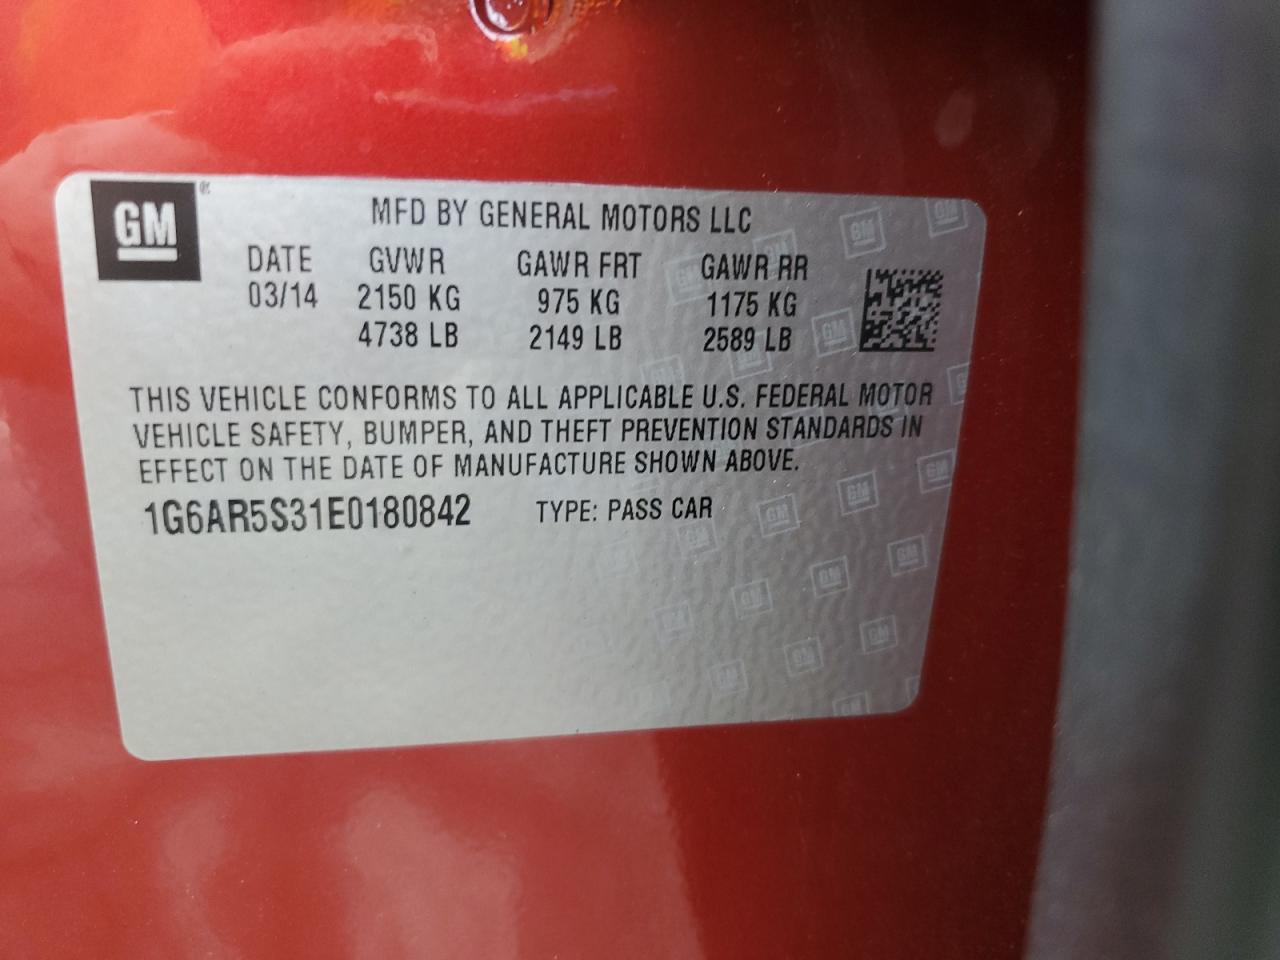 GM ®
MFD BY GENERAL MOTORS LLC
DATE GVWR GAWR FRT GAWR RR
03/14 2150 KG 975 KG 1175 KG
4738 LB 2149 LB 2589 LB
THIS VEHICLE CONFORMS TO ALL APPLICABLE U.S. FEDERAL MOTOR
VEHICLE SAFETY, BUMPER, AND THEFT PREVENTION STANDARDS IN
EFFECT ON THE DATE OF MANUFACTURE SHOWN ABOVE.
1G6AR5S31E0180842 TYPE: PASS CAR